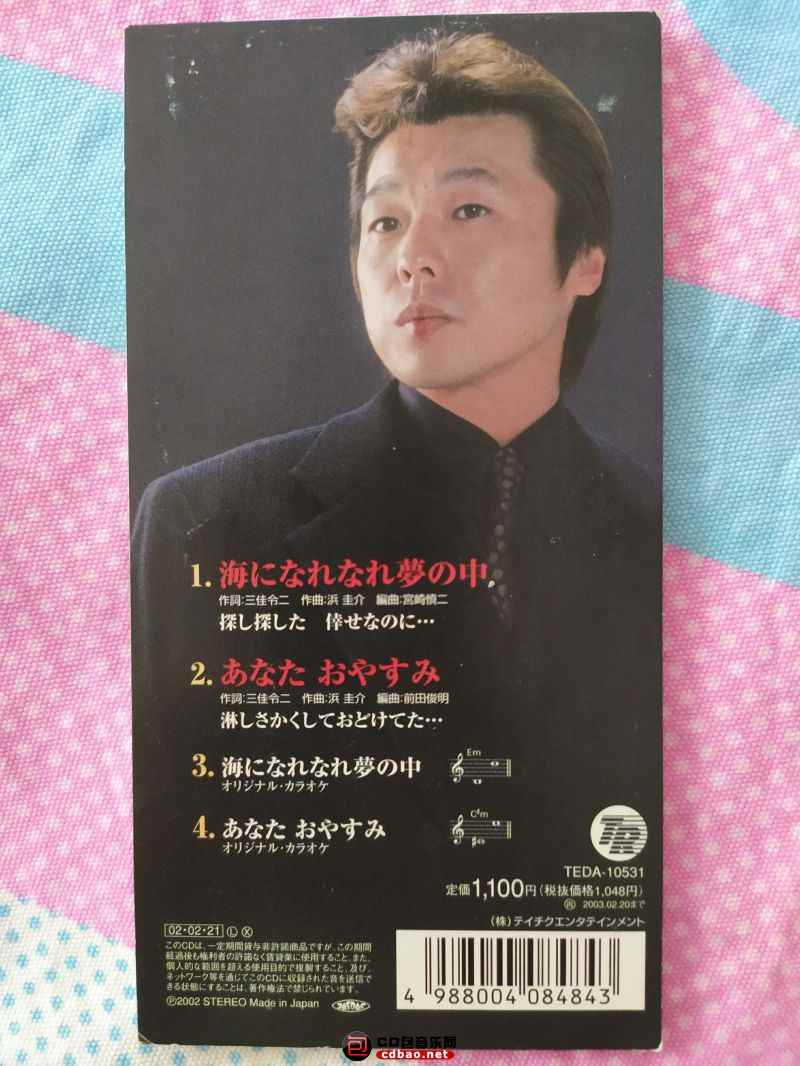 1. 海になれなれ夢の中
作詞:三佳令二　作曲:浜 圭介　編曲:宮崎慎二
探し探した　倖せなのに…
2. あなた おやすみ
作詞:三佳令二　作曲:浜 圭介　編曲:前田俊明
淋しさかくしておどけてた…
3. 海になれなれ夢の中
オリジナル・カラオケ
Em
4. あなた おやすみ
オリジナル・カラオケ
C#m
TR
TEDA-10531
定価1,100円(税抜価格1,048円)
Ⓡ 2003.02.20まで
(株)テイチクエンタテインメント
02・02・21 Ⓛ Ⓧ
このCDは、一定期間貸与非許諾商品ですが、この期間
経過後も権利者の許諾なく賃貸業に使用すること、また、
個人的な範囲を超える使用目的で複製すること、及び、
ネットワーク等を通じてこのCDに収録された音を送信で
きる状態にすることは、著作権法で禁じられています。
Ⓟ2002 STEREO Made in Japan
4 988004 084843
CD包音乐网
cdbao.net